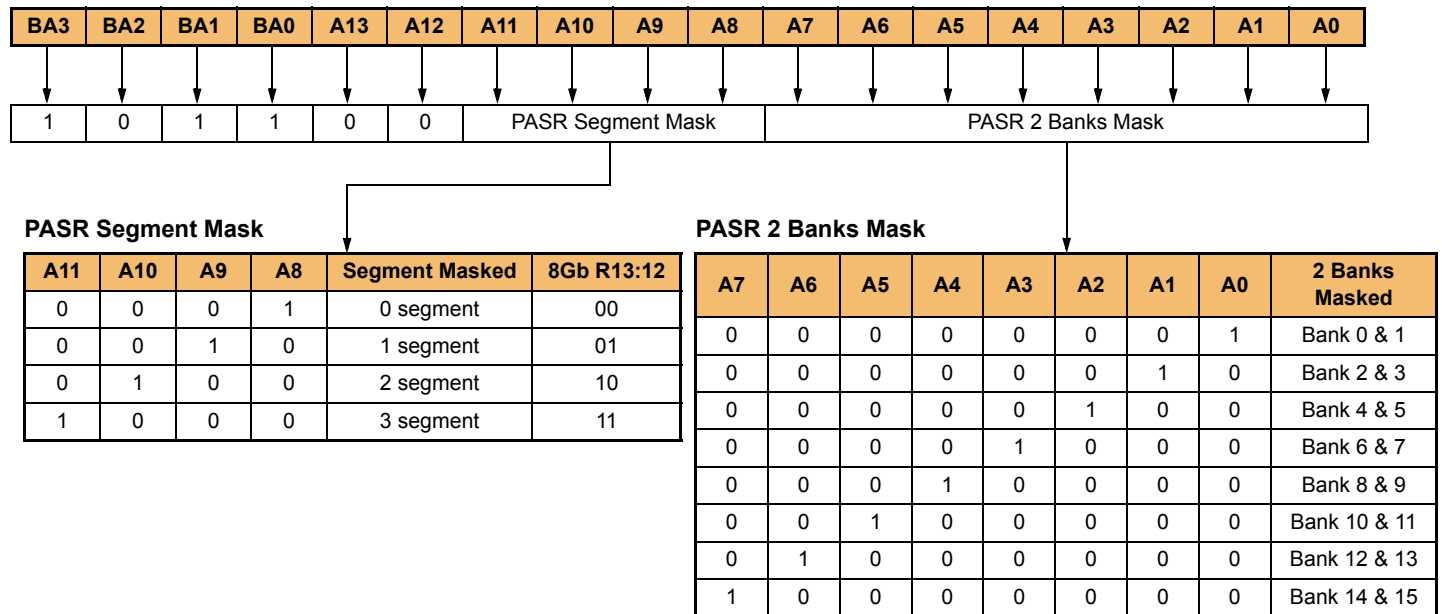 BA3 BA2 BA1 BA0 A13 A12 A11 A10 A9 A8 A7 A6 A5 A4 A3 A2 A1 A0
1 0 1 1 0 0 PASR Segment Mask PASR 2 Banks Mask
PASR Segment Mask
A11 A10 A9 A8 Segment Masked 8Gb R13:12
0 0 0 1 0 segment 00
0 0 1 0 1 segment 01
0 1 0 0 2 segment 10
1 0 0 0 3 segment 11
PASR 2 Banks Mask
A7 A6 A5 A4 A3 A2 A1 A0 2 Banks
Masked
0 0 0 0 0 0 0 1 Bank 0 & 1
0 0 0 0 0 0 1 0 Bank 2 & 3
0 0 0 0 0 1 0 0 Bank 4 & 5
0 0 0 0 1 0 0 0 Bank 6 & 7
0 0 0 1 0 0 0 0 Bank 8 & 9
0 0 1 0 0 0 0 0 Bank 10 & 11
0 1 0 0 0 0 0 0 Bank 12 & 13
1 0 0 0 0 0 0 0 Bank 14 & 15